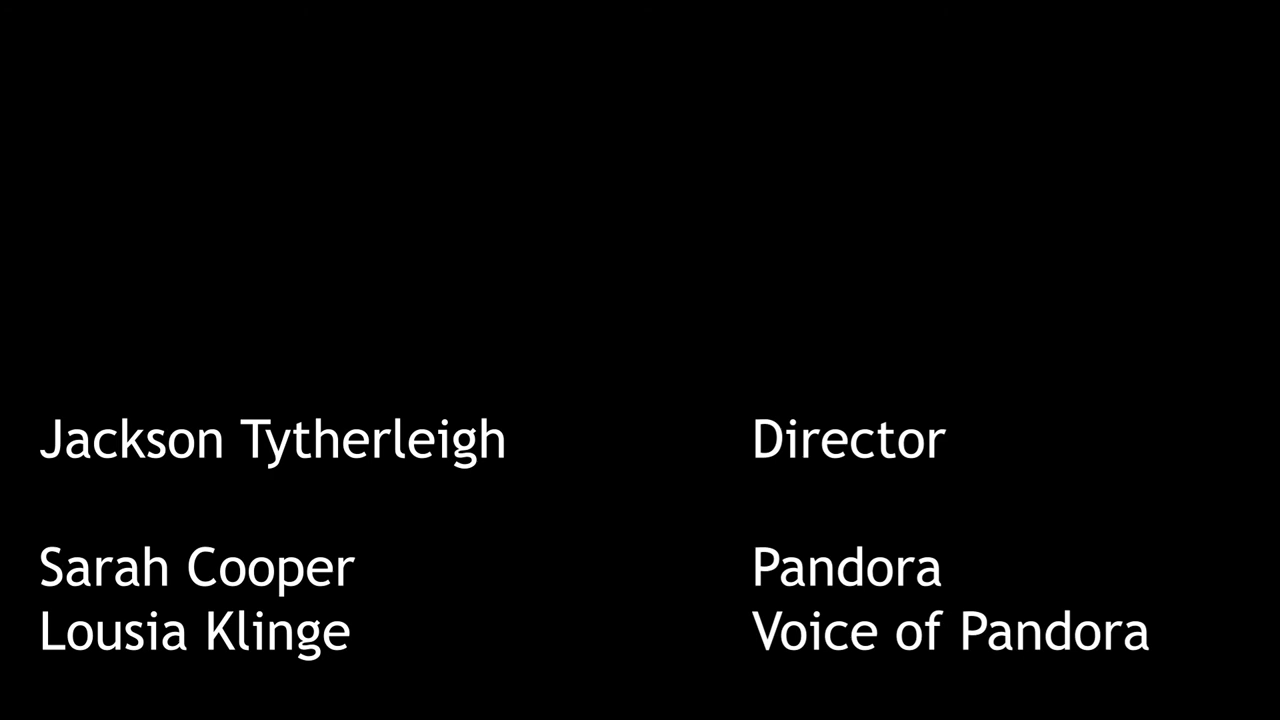 Jackson Tytherleigh Director
Sarah Cooper Pandora
Lousia Klinge Voice of Pandora